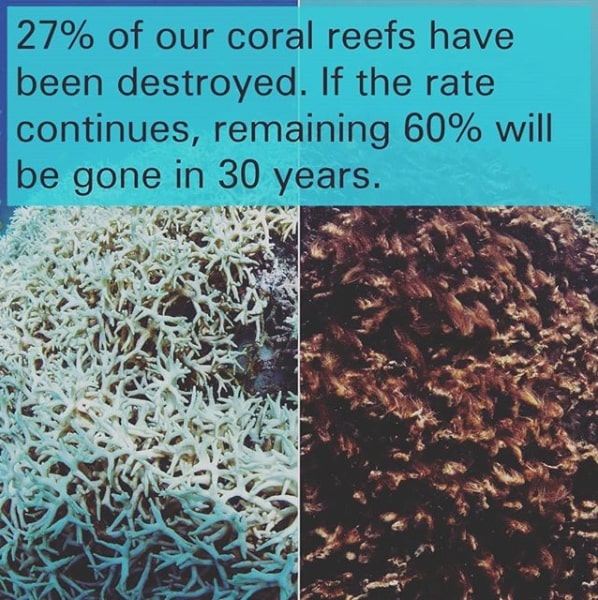 27% of our coral reefs have
been destroyed. If the rate
continues, remaining 60% will
be gone in 30 years.